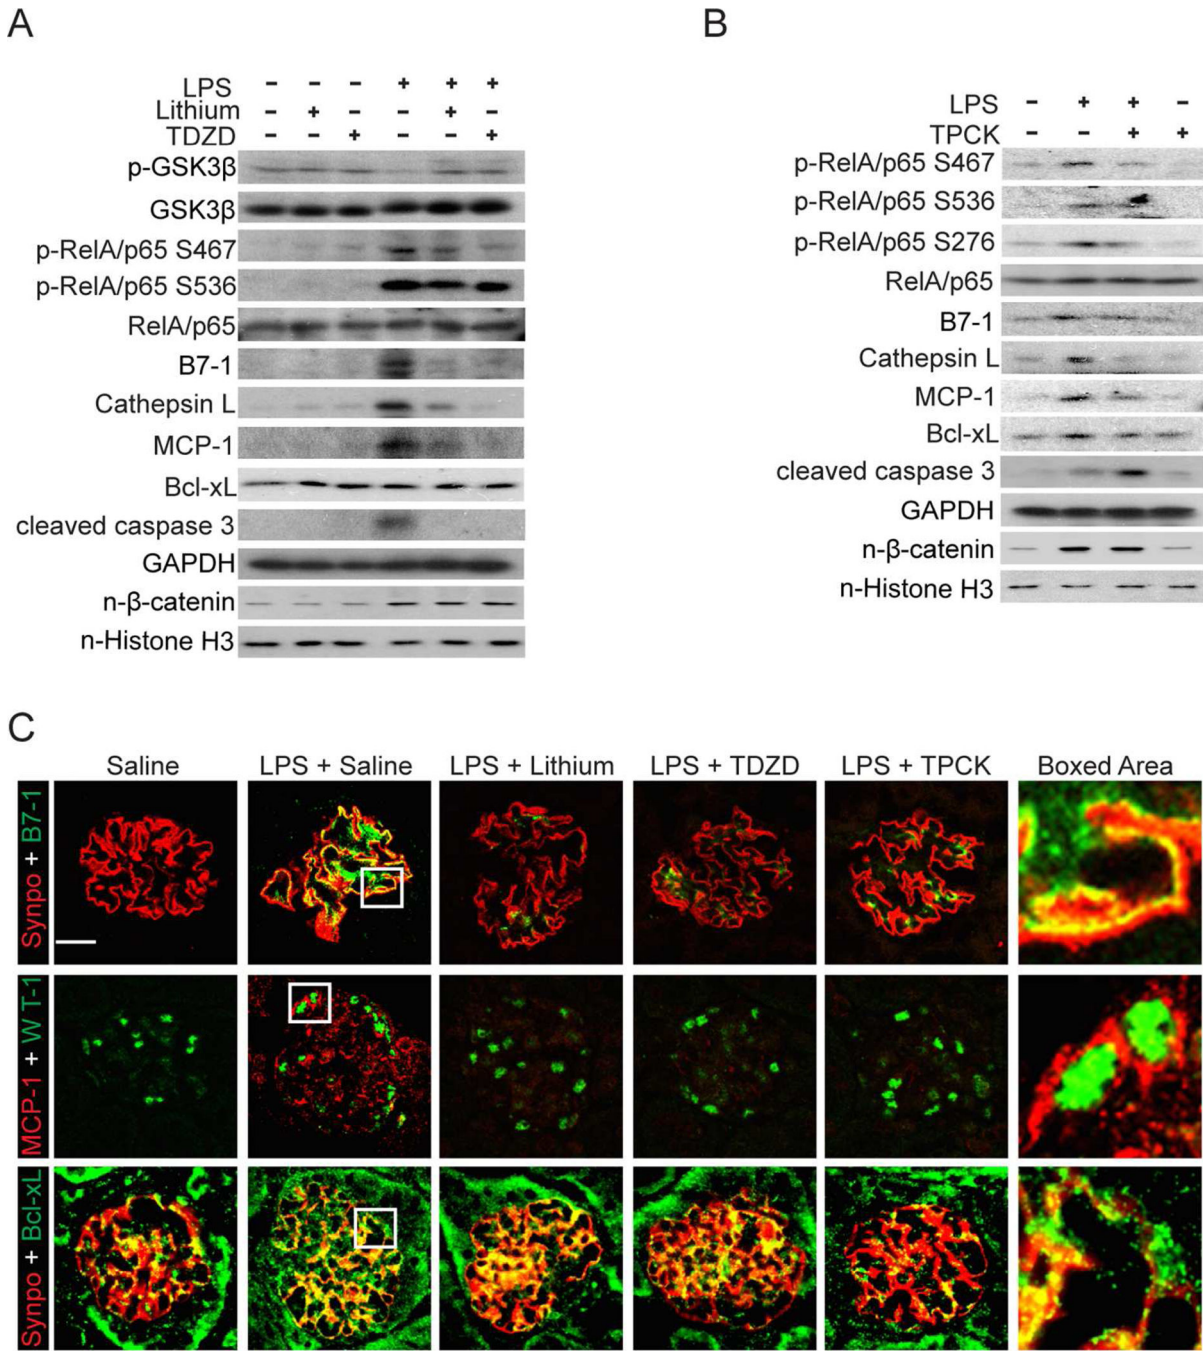 A
LPS - - - + + +
Lithium - + - - + -
TDZD - - + - - +
p-GSK3β
GSK3β
p-RelA/p65 S467
p-RelA/p65 S536
RelA/p65
B7-1
Cathepsin L
MCP-1
Bcl-xL
cleaved caspase 3
GAPDH
n-β-catenin
n-Histone H3
B
LPS - + + -
TPCK - - + +
p-RelA/p65 S467
p-RelA/p65 S536
p-RelA/p65 S276
RelA/p65
B7-1
Cathepsin L
MCP-1
Bcl-xL
cleaved caspase 3
GAPDH
n-β-catenin
n-Histone H3
C
Saline LPS + Saline LPS + Lithium LPS + TDZD LPS + TPCK Boxed Area
Synpo + B7-1
MCP-1 + W T-1
Synpo + Bcl-xL